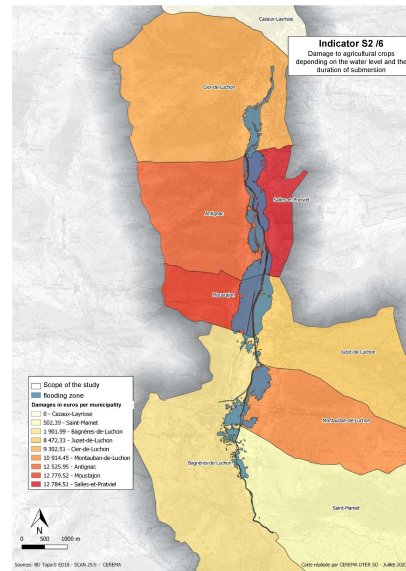 Cazaux-Layrisse
Indicator S2 /6
Damage to agricultural crops
depending on the water level and the
duration of submersion
Cier-de-Luchon
Salles-et-Pratviel
Antignac
Moustajon
Juzet-de-Luchon
Montauban-de-Luchon
Bagnères-de-Luchon
Saint-Mamet
Scope of the study
flooding zone
Damages in euros per municipality
0 - Cazaux-Layrisse
502.39 - Saint-Mamet
1 901.99 - Bagnères-de-Luchon
8 472.33 - Juzet-de-Luchon
9 302.51 - Cier-de-Luchon
10 914.45 - Montauban-de-Luchon
12 525.95 - Antignac
12 779.52 - Moustajon
12 784.51 - Salles-et-Pratviel
N
0 500 1000 m
Sources: BD Topo® ED18 - SCAN 25® - CEREMA
Carte réalisée par CEREMA DTER SO - Juillet 2020